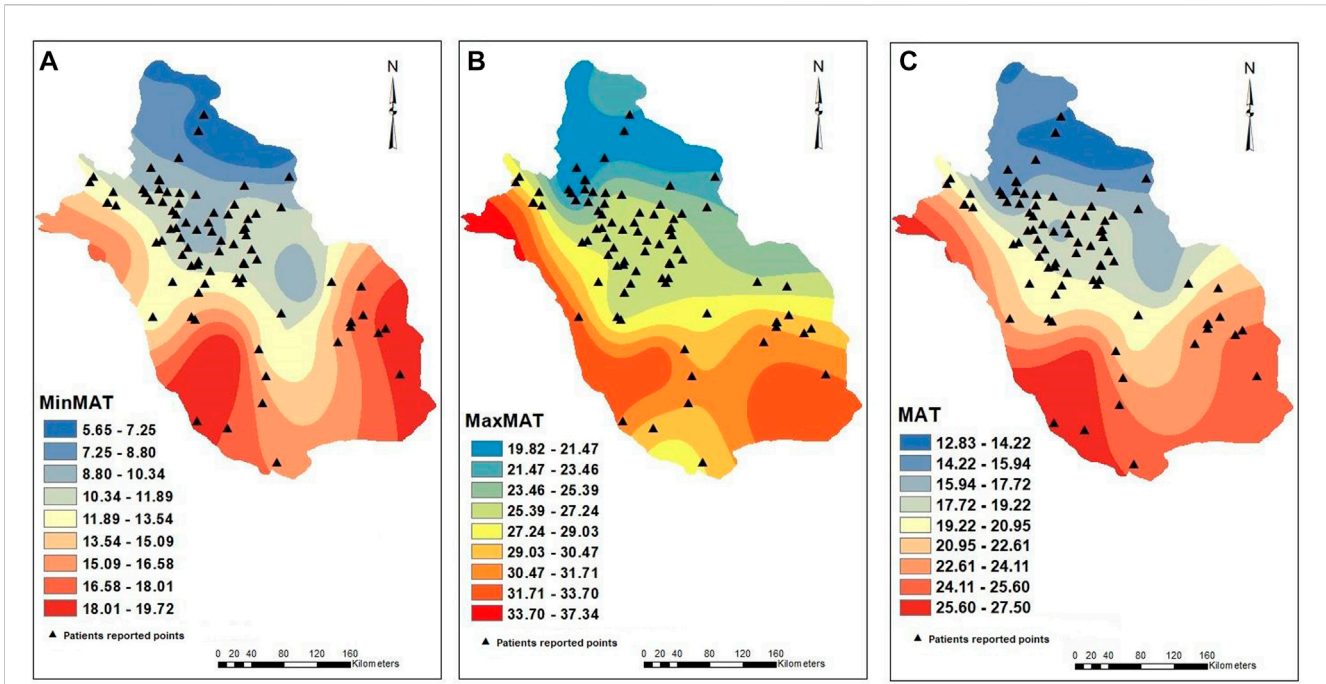 A
N
MinMAT
5.65 - 7.25
7.25 - 8.80
8.80 - 10.34
10.34 - 11.89
11.89 - 13.54
13.54 - 15.09
15.09 - 16.58
16.58 - 18.01
18.01 - 19.72
Patients reported points
0 20 40 80 120 160
Kilometers
B
N
MaxMAT
19.82 - 21.47
21.47 - 23.46
23.46 - 25.39
25.39 - 27.24
27.24 - 29.03
29.03 - 30.47
30.47 - 31.71
31.71 - 33.70
33.70 - 37.34
Patients reported points
0 20 40 80 120 160
Kilometers
C
N
MAT
12.83 - 14.22
14.22 - 15.94
15.94 - 17.72
17.72 - 19.22
19.22 - 20.95
20.95 - 22.61
22.61 - 24.11
24.11 - 25.60
25.60 - 27.50
Patients reported points
0 20 40 80 120 160
Kilometers